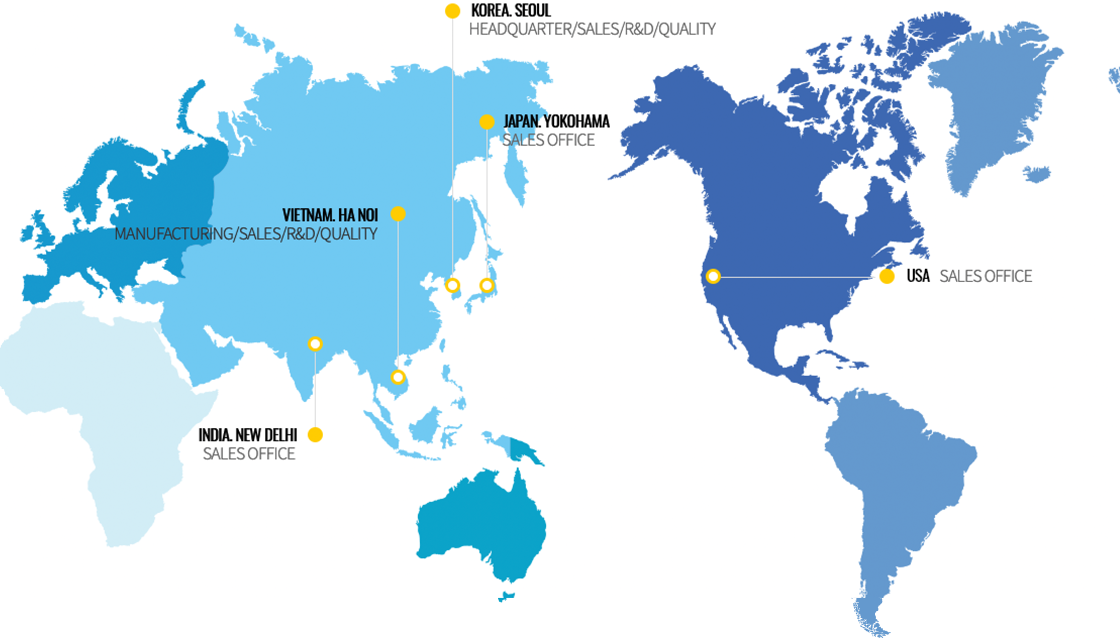 KOREA. SEOUL
HEADQUARTER/SALES/R&D/QUALITY
JAPAN. YOKOHAMA
SALES OFFICE
VIETNAM. HA NOI
MANUFACTURING/SALES/R&D/QUALITY
USA SALES OFFICE
INDIA. NEW DELHI
SALES OFFICE